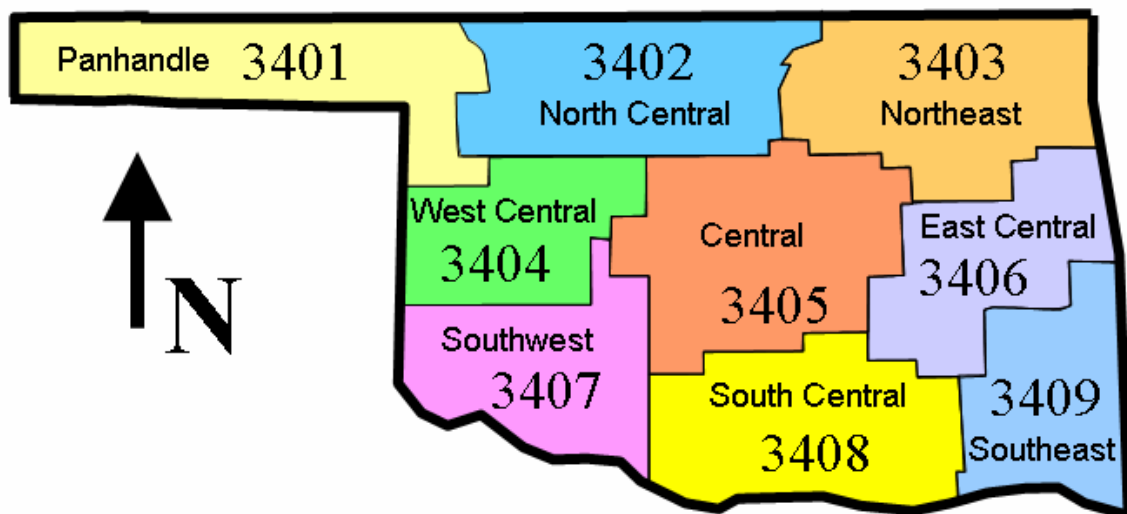 Panhandle 3401
3402
North Central
3403
Northeast
West Central
3404
Central
3405
East Central
3406
N
Southwest
3407
South Central
3408
3409
Southeast